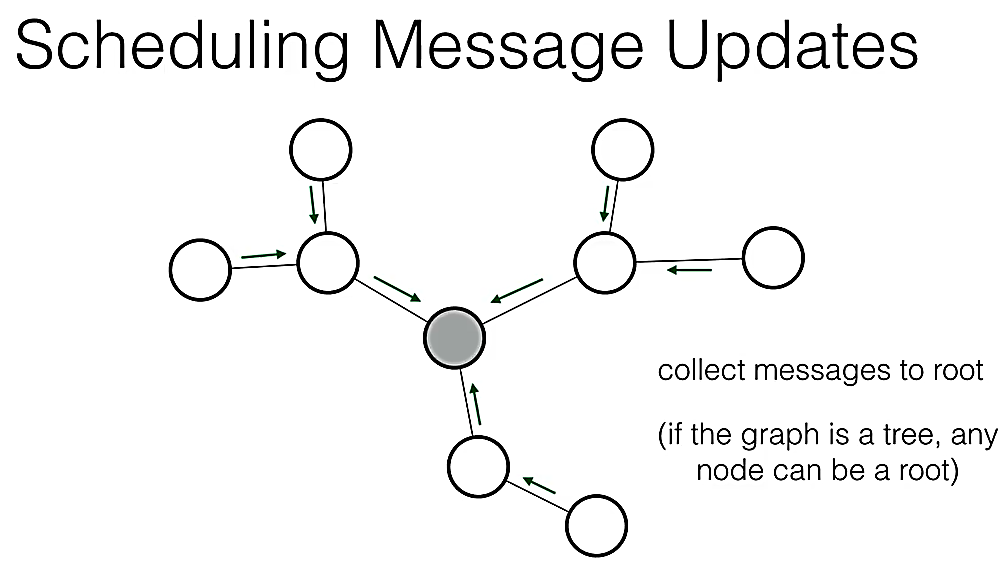 Scheduling Message Updates
collect messages to root
(if the graph is a tree, any
node can be a root)